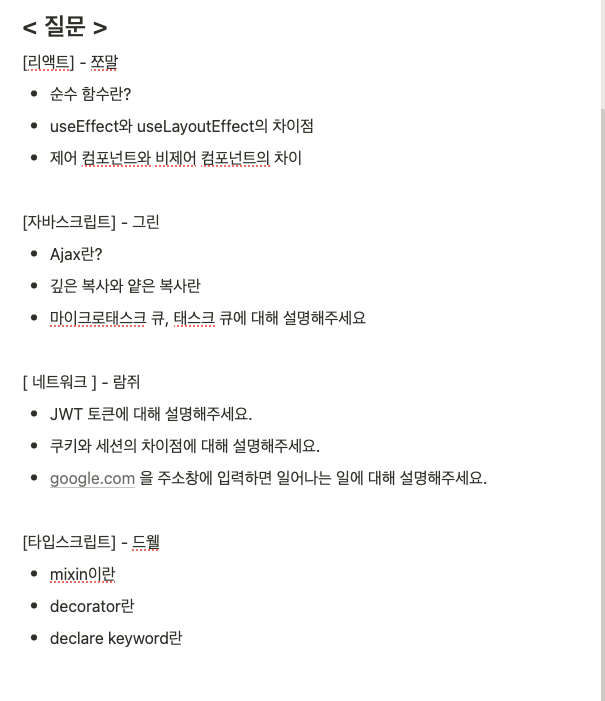 < 질문 >
[리액트] - 쪼말
• 순수 함수란?
• useEffect와 useLayoutEffect의 차이점
• 제어 컴포넌트와 비제어 컴포넌트의 차이
[자바스크립트] - 그린
• Ajax란?
• 깊은 복사와 얕은 복사란
• 마이크로태스크 큐, 태스크 큐에 대해 설명해주세요
[ 네트워크 ] - 람쥐
• JWT 토큰에 대해 설명해주세요.
• 쿠키와 세션의 차이점에 대해 설명해주세요.
• google.com 을 주소창에 입력하면 일어나는 일에 대해 설명해주세요.
[타입스크립트] - 드웰
• mixin이란
• decorator란
• declare keyword란